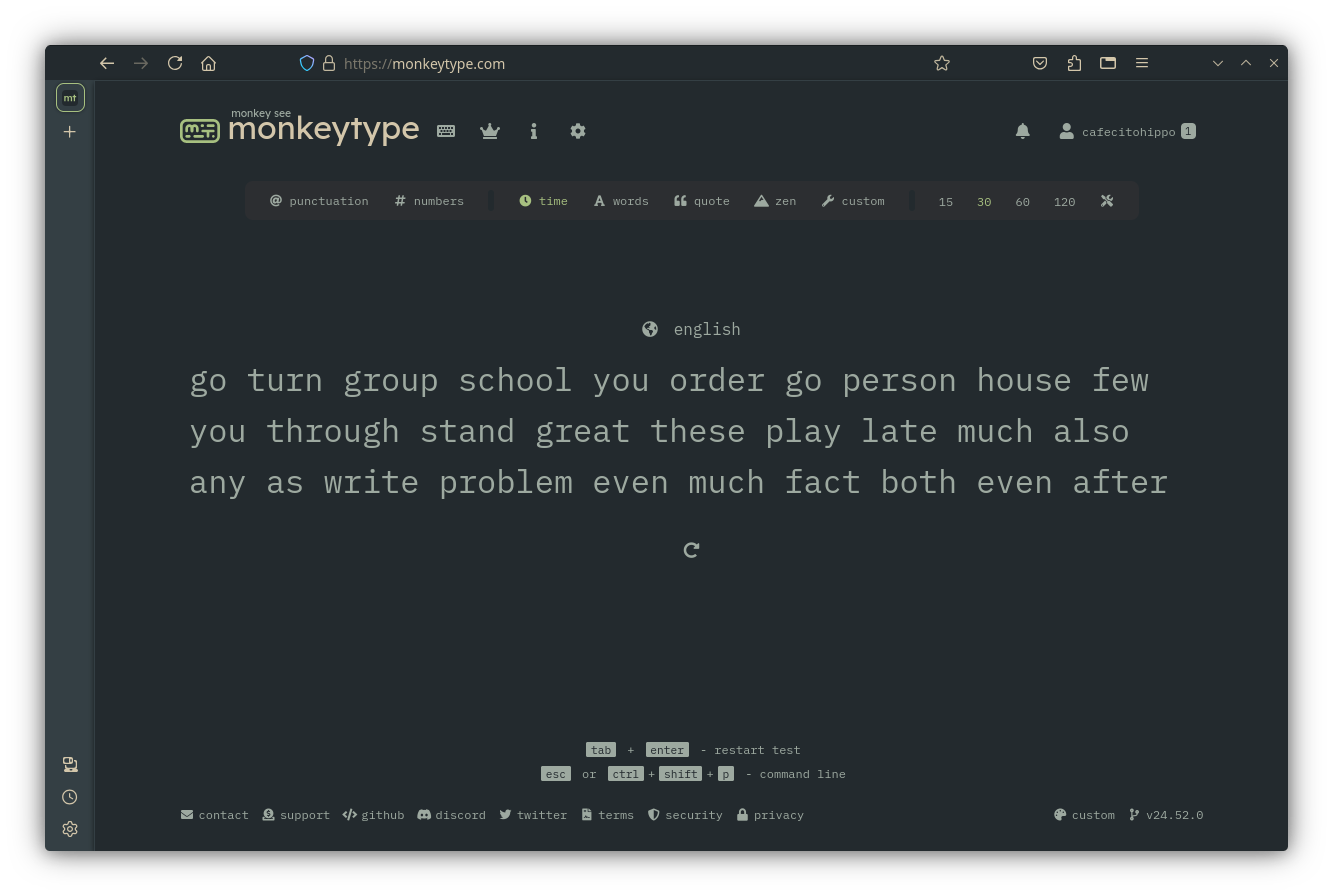 https://monkeytype.com
mt
monkey see
monkeytype
cafecitohippo 1
@ punctuation # numbers time A words quote zen custom 15 30 60 120
english
go turn group school you order go person house few
you through stand great these play late much also
any as write problem even much fact both even after
tab + enter - restart test
esc or ctrl + shift + p - command line
contact support github discord twitter terms security privacy custom v24.52.0